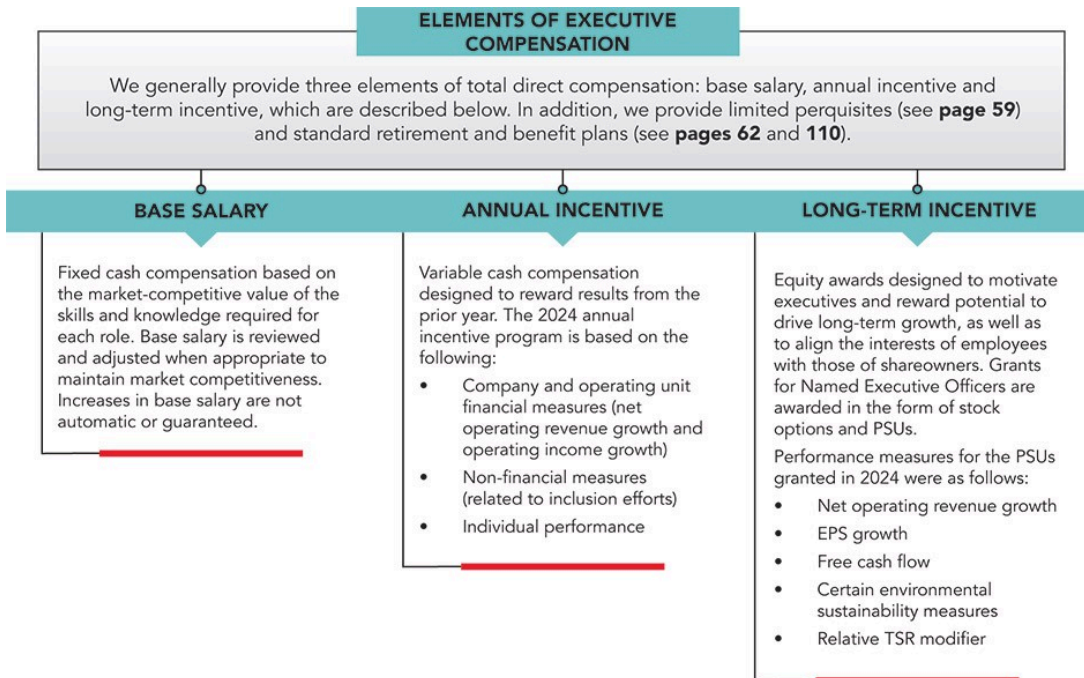 ELEMENTS OF EXECUTIVE
COMPENSATION
We generally provide three elements of total direct compensation: base salary, annual incentive and
long-term incentive, which are described below. In addition, we provide limited perquisites (see page 59)
and standard retirement and benefit plans (see pages 62 and 110).
BASE SALARY
Fixed cash compensation based on
the market-competitive value of the
skills and knowledge required for
each role. Base salary is reviewed
and adjusted when appropriate to
maintain market competitiveness.
Increases in base salary are not
automatic or guaranteed.
ANNUAL INCENTIVE
Variable cash compensation
designed to reward results from the
prior year. The 2024 annual
incentive program is based on the
following:
• Company and operating unit
financial measures (net
operating revenue growth and
operating income growth)
• Non-financial measures
(related to inclusion efforts)
• Individual performance
LONG-TERM INCENTIVE
Equity awards designed to motivate
executives and reward potential to
drive long-term growth, as well as
to align the interests of employees
with those of shareowners. Grants
for Named Executive Officers are
awarded in the form of stock
options and PSUs.
Performance measures for the PSUs
granted in 2024 were as follows:
• Net operating revenue growth
• EPS growth
• Free cash flow
• Certain environmental
sustainability measures
• Relative TSR modifier